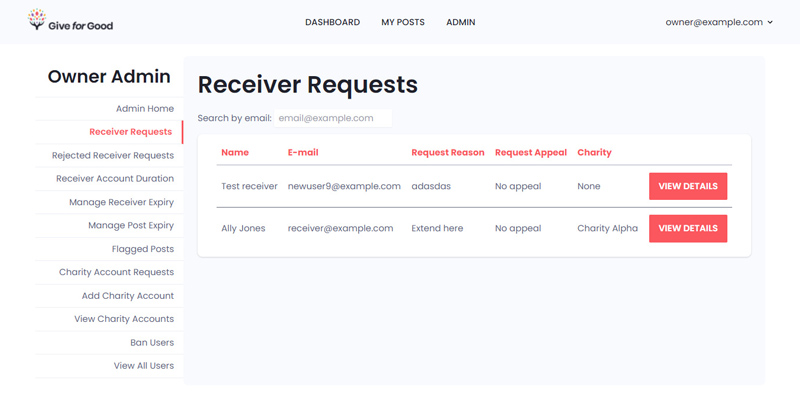 Give for Good
DASHBOARD MY POSTS ADMIN
owner@example.com
Owner Admin
Admin Home
Receiver Requests
Rejected Receiver Requests
Receiver Account Duration
Manage Receiver Expiry
Manage Post Expiry
Flagged Posts
Charity Account Requests
Add Charity Account
View Charity Accounts
Ban Users
View All Users
Receiver Requests
Search by email: email@example.com
Name E-mail Request Reason Request Appeal Charity
Test receiver newuser9@example.com adasdas No appeal None VIEW DETAILS
Ally Jones receiver@example.com Extend here No appeal Charity Alpha VIEW DETAILS